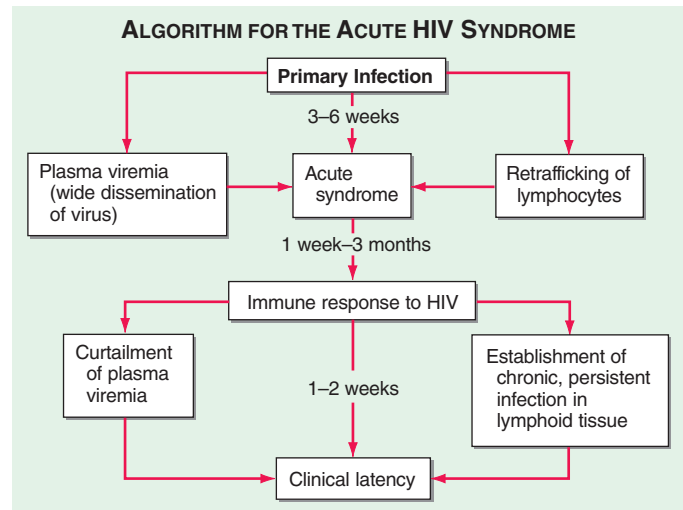 ALGORITHM FOR THE ACUTE HIV SYNDROME
Primary Infection
3–6 weeks
Plasma viremia
(wide dissemination
of virus)
Acute
syndrome
Retrafficking of
lymphocytes
1 week–3 months
Immune response to HIV
Curtailment
of plasma
viremia
1–2 weeks
Establishment of
chronic, persistent
infection in
lymphoid tissue
Clinical latency